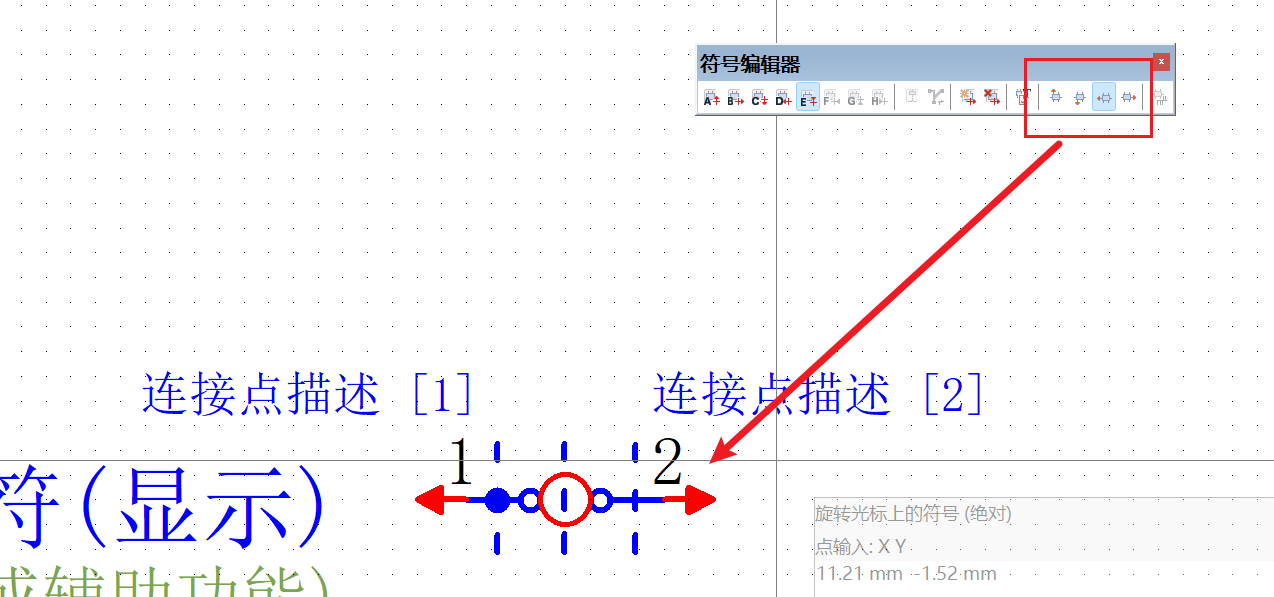 符号编辑器
A B C D E F G H
连接点描述 [1]
连接点描述 [2]
1
2
符(显示)
或辅助功能)
旋转光标上的符号 (绝对)
点输入: X Y
11.21 mm -1.52 mm